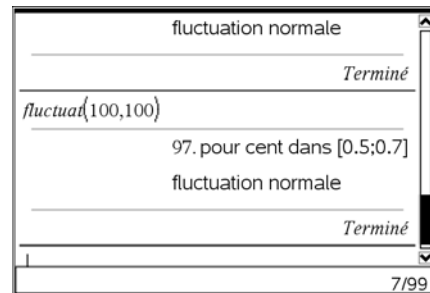 fluctuation normale
Terminé
fluctuat(100,100)
97. pour cent dans [0.5;0.7]
fluctuation normale
Terminé
7/99